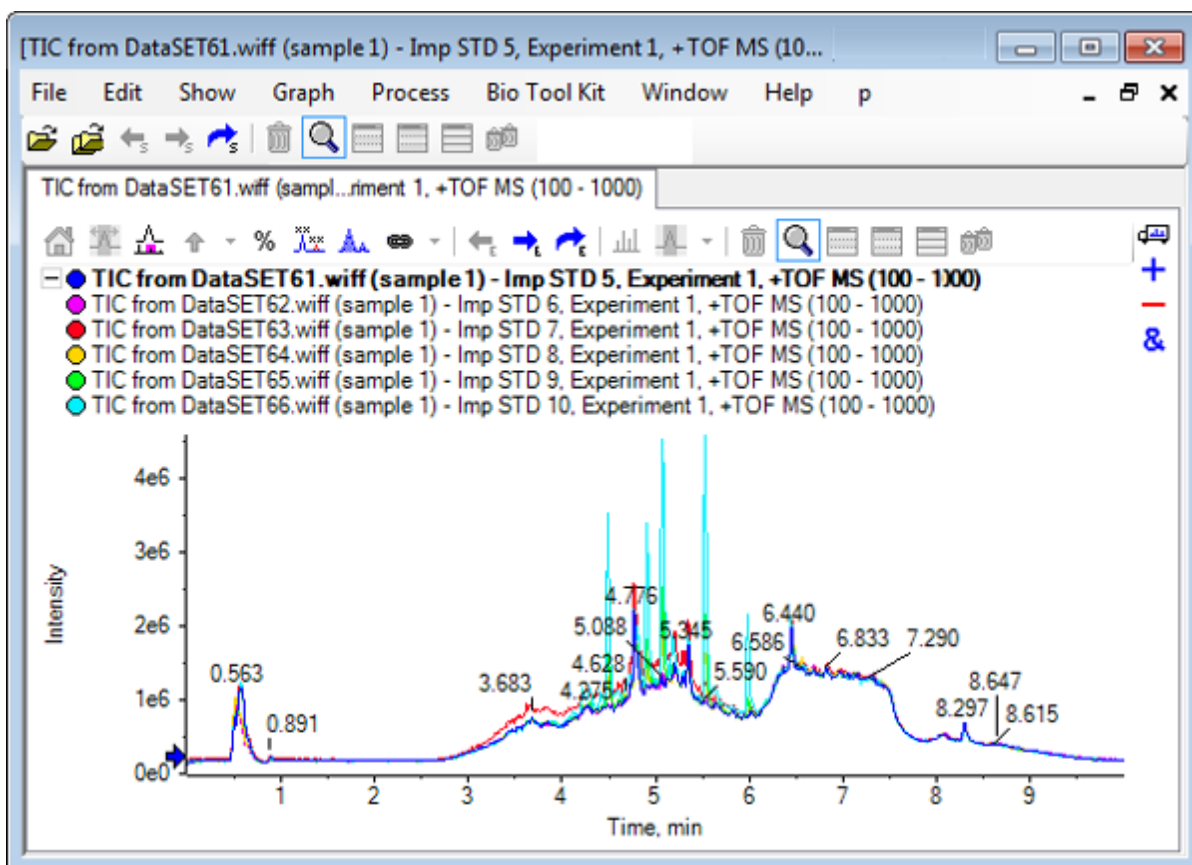 [TIC from DataSET61.wiff (sample 1) - Imp STD 5, Experiment 1, +TOF MS (10...
File Edit Show Graph Process Bio Tool Kit Window Help p
TIC from DataSET61.wiff (sampl...riment 1, +TOF MS (100 - 1000)
TIC from DataSET61.wiff (sample 1) - Imp STD 5, Experiment 1, +TOF MS (100 - 1000)
TIC from DataSET62.wiff (sample 1) - Imp STD 6, Experiment 1, +TOF MS (100 - 1000)
TIC from DataSET63.wiff (sample 1) - Imp STD 7, Experiment 1, +TOF MS (100 - 1000)
TIC from DataSET64.wiff (sample 1) - Imp STD 8, Experiment 1, +TOF MS (100 - 1000)
TIC from DataSET65.wiff (sample 1) - Imp STD 9, Experiment 1, +TOF MS (100 - 1000)
TIC from DataSET66.wiff (sample 1) - Imp STD 10, Experiment 1, +TOF MS (100 - 1000)
4e6
3e6
2e6
1e6
0e0
Intensity
0.563
0.891
3.683
4.275
4.628
5.088
4.776
5.345
5.590
6.586
6.440
6.833
7.290
8.297
8.647
8.615
1 2 3 4 5 6 7 8 9
Time, min